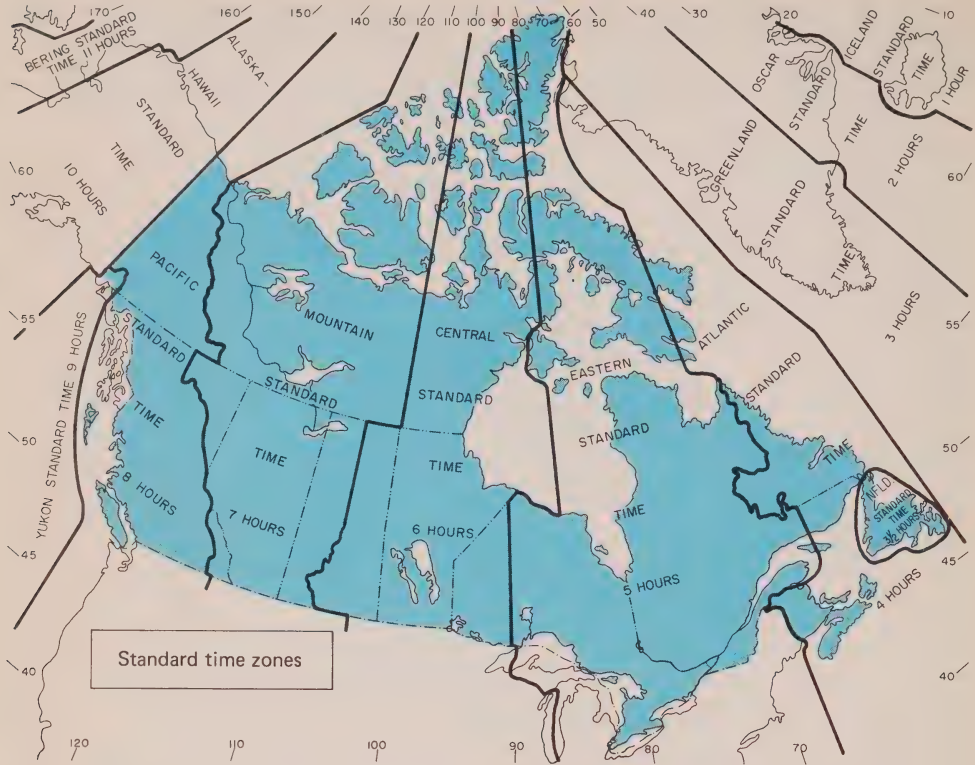 170 160 150 140 130 120 110 100 90 80 70 60 50 40 30 20 10
BERING STANDARD
TIME 11 HOURS
ALASKA-
HAWAII
STANDARD
TIME
10 HOURS
OSCAR
STANDARD
TIME
2 HOURS
ICELAND
STANDARD
TIME
1 HOUR
GREENLAND
STANDARD
TIME
3 HOURS
60
60
PACIFIC
STANDARD
TIME
8 HOURS
MOUNTAIN
STANDARD
TIME
7 HOURS
CENTRAL
STANDARD
TIME
6 HOURS
EASTERN
STANDARD
TIME
5 HOURS
ATLANTIC
STANDARD
TIME
4 HOURS
NFLD.
STANDARD
TIME
3½ HOURS
YUKON STANDARD TIME 9 HOURS
55
55
50
50
45
45
40
40
Standard time zones
120 110 100 90 80 70